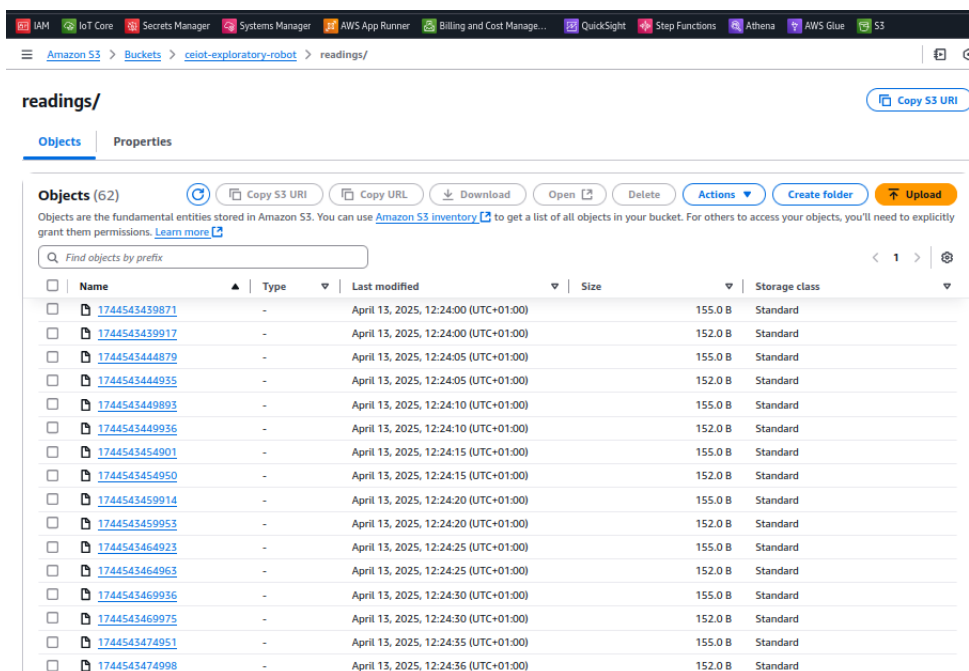 IAM IoT Core Secrets Manager Systems Manager AWS App Runner Billing and Cost Manage... QuickSight Step Functions Athena AWS Glue S3
Amazon S3 > Buckets > ceiot-exploratory-robot > readings/
readings/
Copy S3 URI
Objects Properties
Objects (62) Copy S3 URI Copy URL Download Open Delete Actions Create folder Upload
Objects are the fundamental entities stored in Amazon S3. You can use Amazon S3 inventory to get a list of all objects in your bucket. For others to access your objects, you'll need to explicitly
grant them permissions. Learn more
Find objects by prefix
< 1 >
Name Type Last modified Size Storage class
1744543439871 - April 13, 2025, 12:24:00 (UTC+01:00) 155.0 B Standard
1744543439917 - April 13, 2025, 12:24:00 (UTC+01:00) 152.0 B Standard
1744543444879 - April 13, 2025, 12:24:05 (UTC+01:00) 155.0 B Standard
1744543444935 - April 13, 2025, 12:24:05 (UTC+01:00) 152.0 B Standard
1744543449893 - April 13, 2025, 12:24:10 (UTC+01:00) 155.0 B Standard
1744543449936 - April 13, 2025, 12:24:10 (UTC+01:00) 152.0 B Standard
1744543454901 - April 13, 2025, 12:24:15 (UTC+01:00) 155.0 B Standard
1744543454950 - April 13, 2025, 12:24:15 (UTC+01:00) 152.0 B Standard
1744543459914 - April 13, 2025, 12:24:20 (UTC+01:00) 155.0 B Standard
1744543459953 - April 13, 2025, 12:24:20 (UTC+01:00) 152.0 B Standard
1744543464923 - April 13, 2025, 12:24:25 (UTC+01:00) 155.0 B Standard
1744543464963 - April 13, 2025, 12:24:25 (UTC+01:00) 152.0 B Standard
1744543469936 - April 13, 2025, 12:24:30 (UTC+01:00) 155.0 B Standard
1744543469975 - April 13, 2025, 12:24:30 (UTC+01:00) 152.0 B Standard
1744543474951 - April 13, 2025, 12:24:35 (UTC+01:00) 155.0 B Standard
1744543474998 - April 13, 2025, 12:24:36 (UTC+01:00) 152.0 B Standard